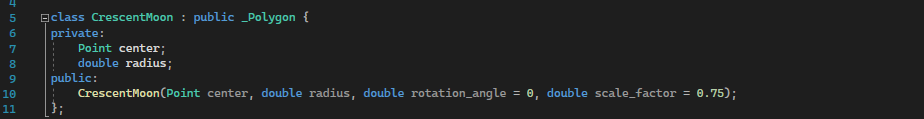 4
5 class CrescentMoon : public _Polygon {
6 private:
7 Point center;
8 double radius;
9 public:
10 CrescentMoon(Point center, double radius, double rotation_angle = 0, double scale_factor = 0.75);
11 };